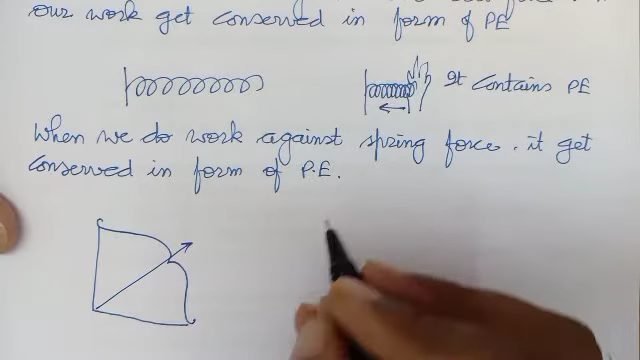 our work get conserved in form of PE
It contains PE
When we do work against spring force. it get
conserved in form of P.E.